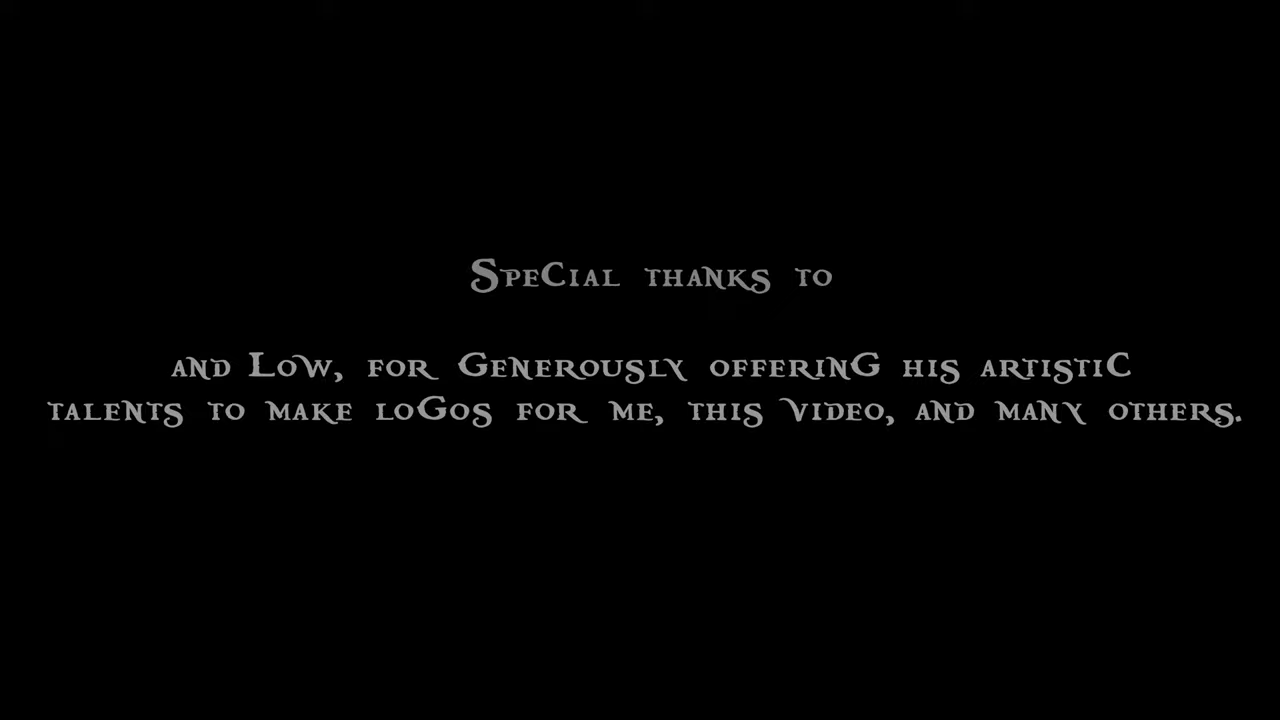 Special thanks to
and Low, for Generously offering his artistic
talents to make logos for me, this video, and many others.